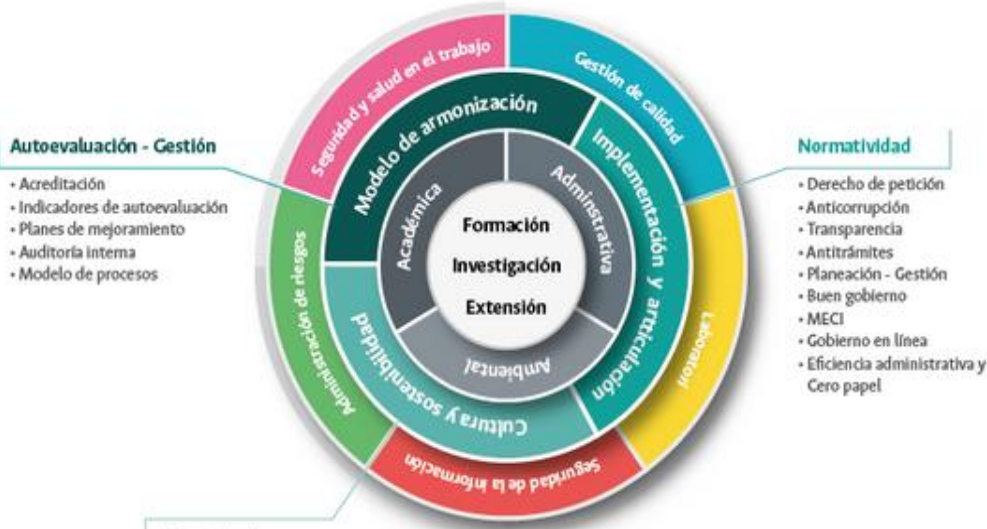 Seguridad y salud en el trabajo
Gestión de calidad
Modelo de armonización
Implementación y articulación
Autoevaluación - Gestión
• Acreditación
• Indicadores de autoevaluación
• Planes de mejoramiento
• Auditoría interna
• Modelo de procesos
Académica
Adminstrativa
Formación
Investigación
Extensión
Ambiental
Normatividad
• Derecho de petición
• Anticorrupción
• Transparencia
• Antitrámites
• Planeación - Gestión
• Buen gobierno
• MECI
• Gobierno en línea
• Eficiencia administrativa y
Cero papel
Administración de riesgos
Cultura y sostenibilidad
Laboratori
Seguridad de la información